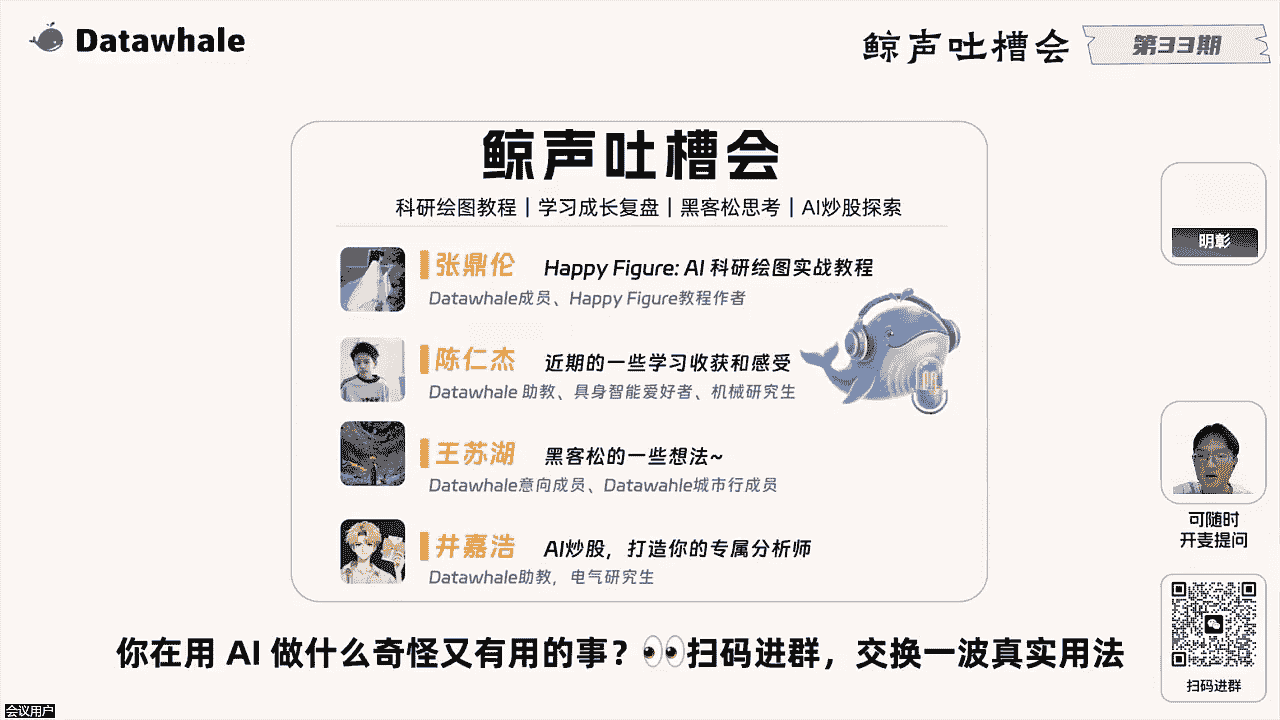 Datawhale
鲸声吐槽会
第33期
鲸声吐槽会
科研绘图教程 | 学习成长复盘 | 黑客松思考 | AI炒股探索
张鼎伦 Happy Figure: AI 科研绘图实战教程
Datawhale成员、Happy Figure教程作者
陈仁杰 近期的一些学习收获和感受
Datawhale 助教、具身智能爱好者、机械研究生
王苏湖 黑客松的一些想法~
Datawhale意向成员、Datawahle城市行成员
井嘉浩 AI炒股，打造你的专属分析师
Datawhale助教，电气研究生
明彰
可随时
开麦提问
扫码进群
你在用 AI 做什么奇怪又有用的事？👀扫码进群，交换一波真实用法
会议用户